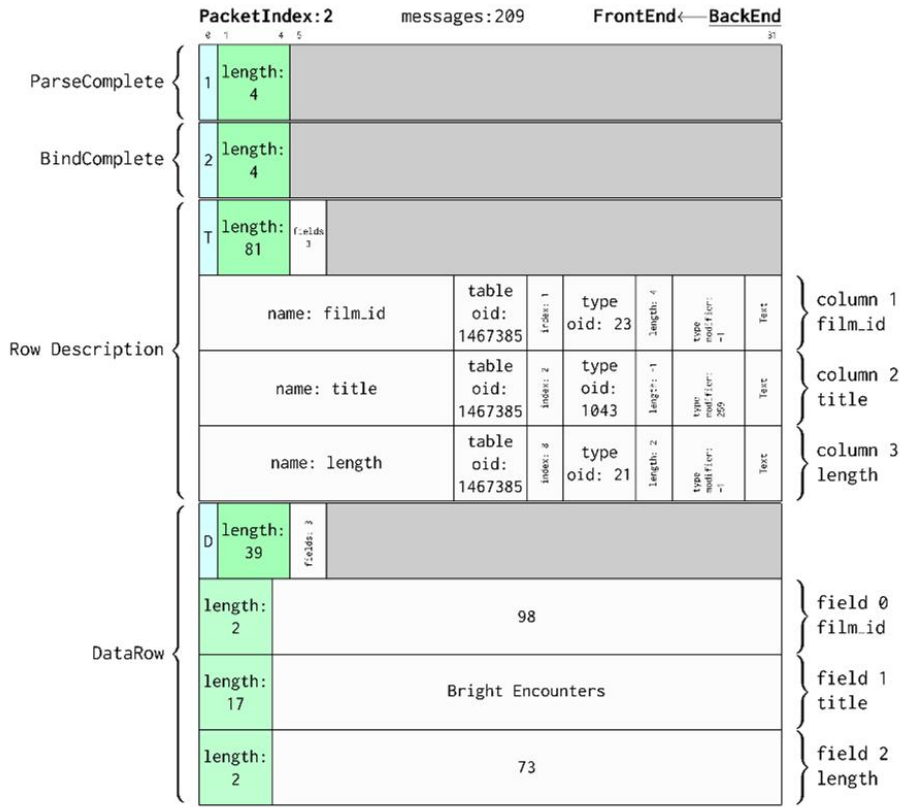 PacketIndex:2 messages:209 FrontEnd←BackEnd
0 1 4 5 31
ParseComplete
1
length:
4
BindComplete
2
length:
4
Row Description
T
length:
81
fields
3
name: film_id
table
oid:
1467385
index: 1
type
oid: 23
length: 4
type
modifier:
-1
Text
column 1
film_id
name: title
table
oid:
1467385
index: 2
type
oid:
1043
length: -1
type
modifier:
259
Text
column 2
title
name: length
table
oid:
1467385
index: 8
type
oid: 21
length: 2
type
modifier:
-1
Text
column 3
length
DataRow
D
length:
39
fields: 3
length:
2
98
field 0
film_id
length:
17
Bright Encounters
field 1
title
length:
2
73
field 2
length